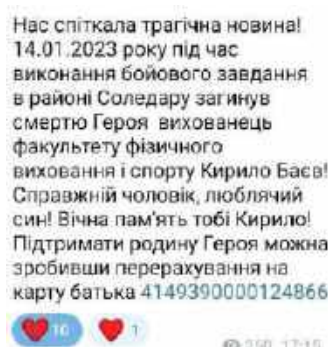 Нас спіткала трагічна новина!
14.01.2023 року під час
виконання бойового завдання
в районі Соледару загинув
смертю Героя вихованець
факультету фізичного
виховання і спорту Кирило Баєв!
Справжній чоловік, люблячий
син! Вічна пам'ять тобі Кирило!
Підтримати родину Героя можна
зробивши перерахування на
карту батька 4149390000124866
10 1
17:15